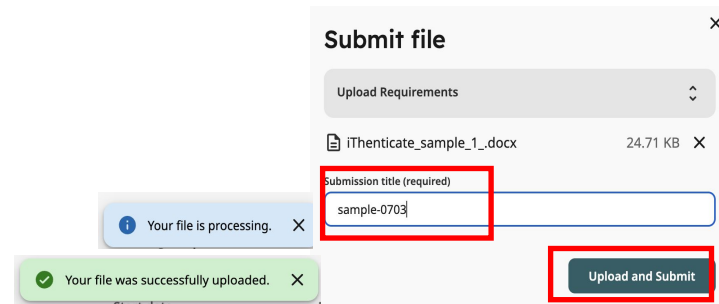 Submit file
Upload Requirements
iThenticate_sample_1_.docx 24.71 KB
Submission title (required)
sample-0703
Your file is processing.
Upload and Submit
Your file was successfully uploaded.